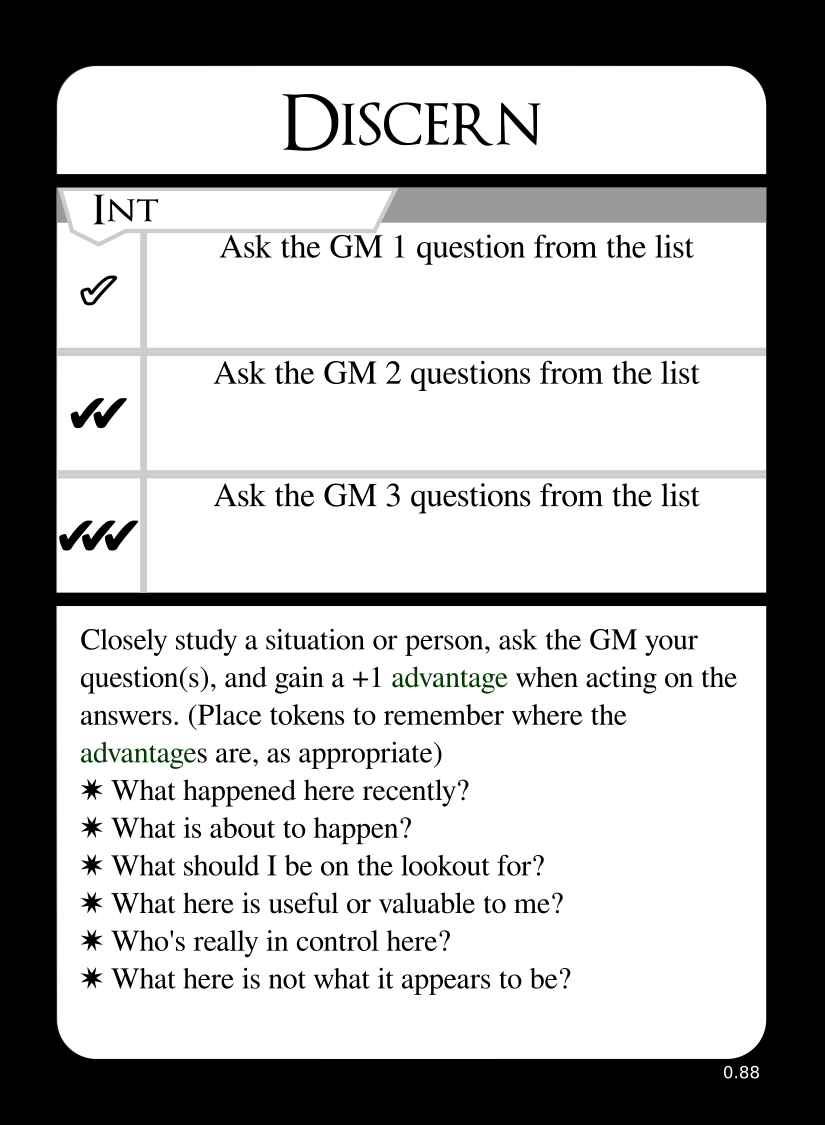 DISCERN
INT
Ask the GM 1 question from the list
✓
Ask the GM 2 questions from the list
✔✔
Ask the GM 3 questions from the list
✔✔✔
Closely study a situation or person, ask the GM your
question(s), and gain a +1 advantage when acting on the
answers. (Place tokens to remember where the
advantages are, as appropriate)
✷ What happened here recently?
✷ What is about to happen?
✷ What should I be on the lookout for?
✷ What here is useful or valuable to me?
✷ Who's really in control here?
✷ What here is not what it appears to be?
0.88